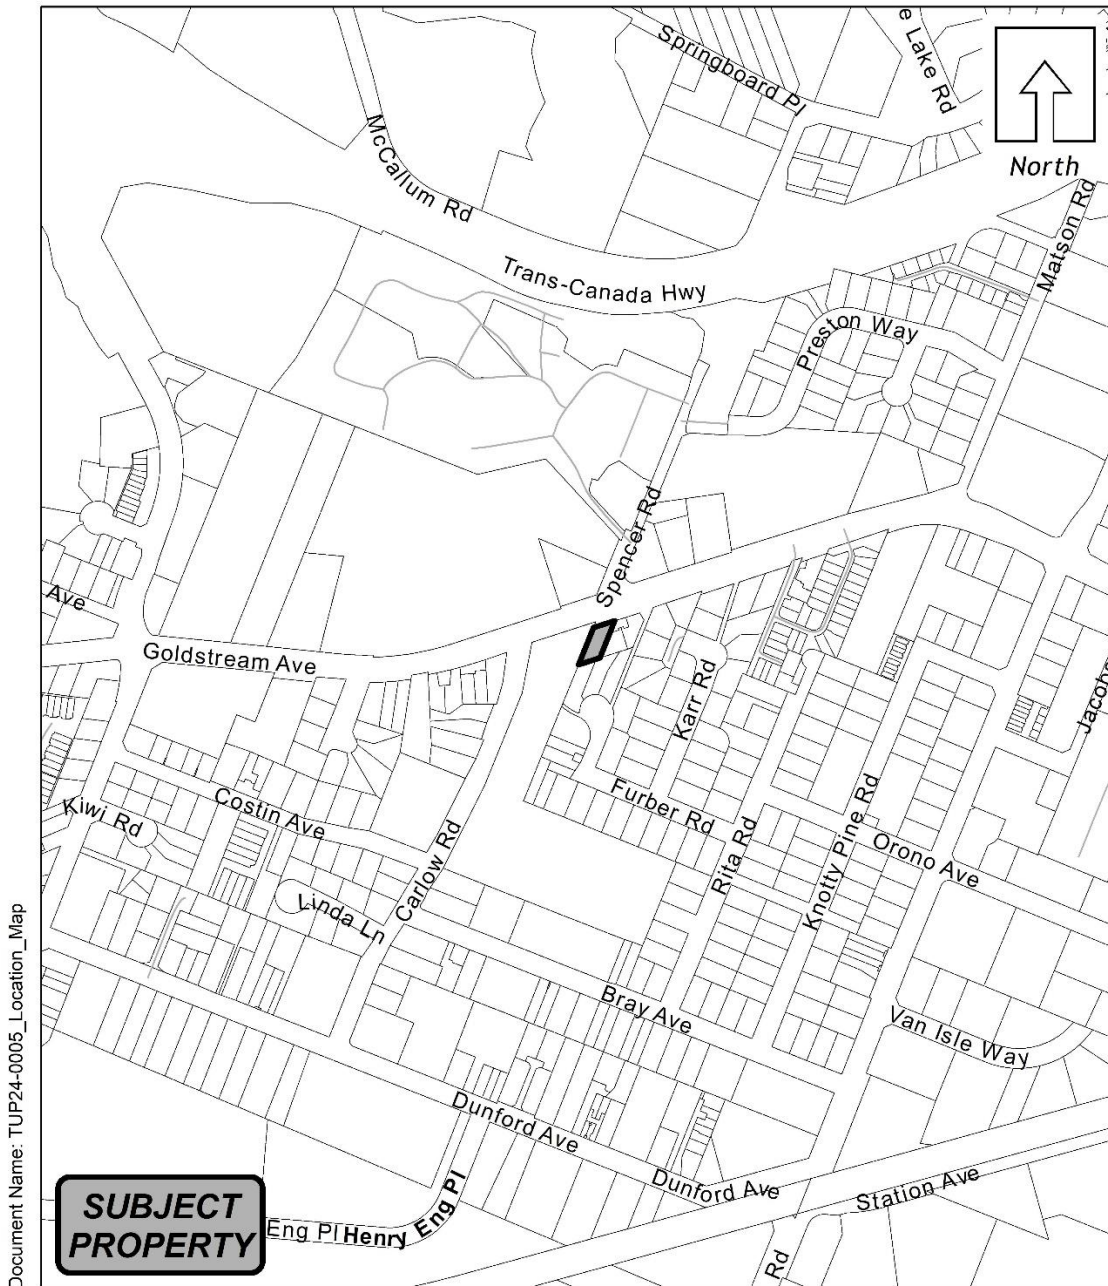 Springboard Pl
e Lake Rd
North
McCallum Rd
Matson Rd
Trans-Canada Hwy
Preston Way
Spencer Rd
Ave
Goldstream Ave
Karr Rd
Jacobs
Furber Rd
Costin Ave
Kiwi Rd
Rita Rd
Knotty Pine Rd
Orono Ave
Carlow Rd
Linda Ln
Bray Ave
Van Isle Way
Dunford Ave
Dunford Ave
Station Ave
SUBJECT
PROPERTY
Eng Pl Henry Eng Pl
Rd
Document Name: TUP24-0005_Location_Map